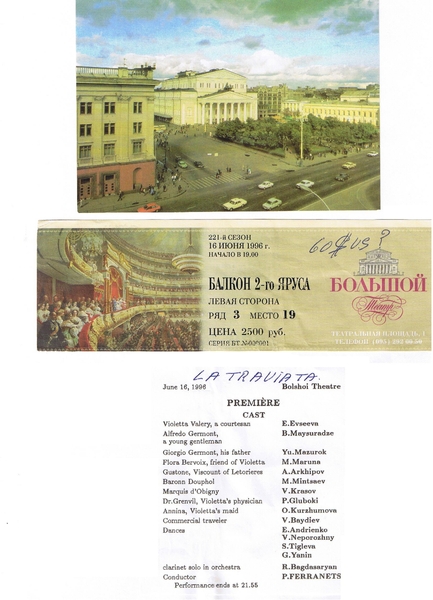 221-й СЕЗОН
16 ИЮНЯ 1996 г.
НАЧАЛО В 19.00
БАЛКОН 2-го ЯРУСА
ЛЕВАЯ СТОРОНА
РЯД 3 МЕСТО 19
ЦЕНА 2500 руб.
60$US?
БОЛЬШОЙ
Театр
ТЕАТРАЛЬНАЯ ПЛОЩАДЬ, 1
LA TRAVIATA.
June 16, 1996 Bolshoi Theatre
PREMIÈRE
CAST
Violetta Valery, a courtesan E.Evseeva
Alfredo Germont, B.Maysuradze
a young gentleman
Giorgio Germont, his father Yu.Mazurok
Flora Bervoix, friend of Violetta M.Maruna
Gustone, Viscount of Letorieres A.Arkhipov
Baronn Douphol M.Mintsaev
Marquis d'Obigny V.Krasov
Dr.Grenvil, Violetta's physician P.Gluboki
Annina, Violetta's maid O.Kurzhumova
Commercial traveler V.Baydiev
Dances E.Andrienko
V.Neporozhny
S.Tigleva
G.Yanin
clarinet solo in orchestra R.Bagdasaryan
Conductor P.FERRANETS
Performance ends at 21.55